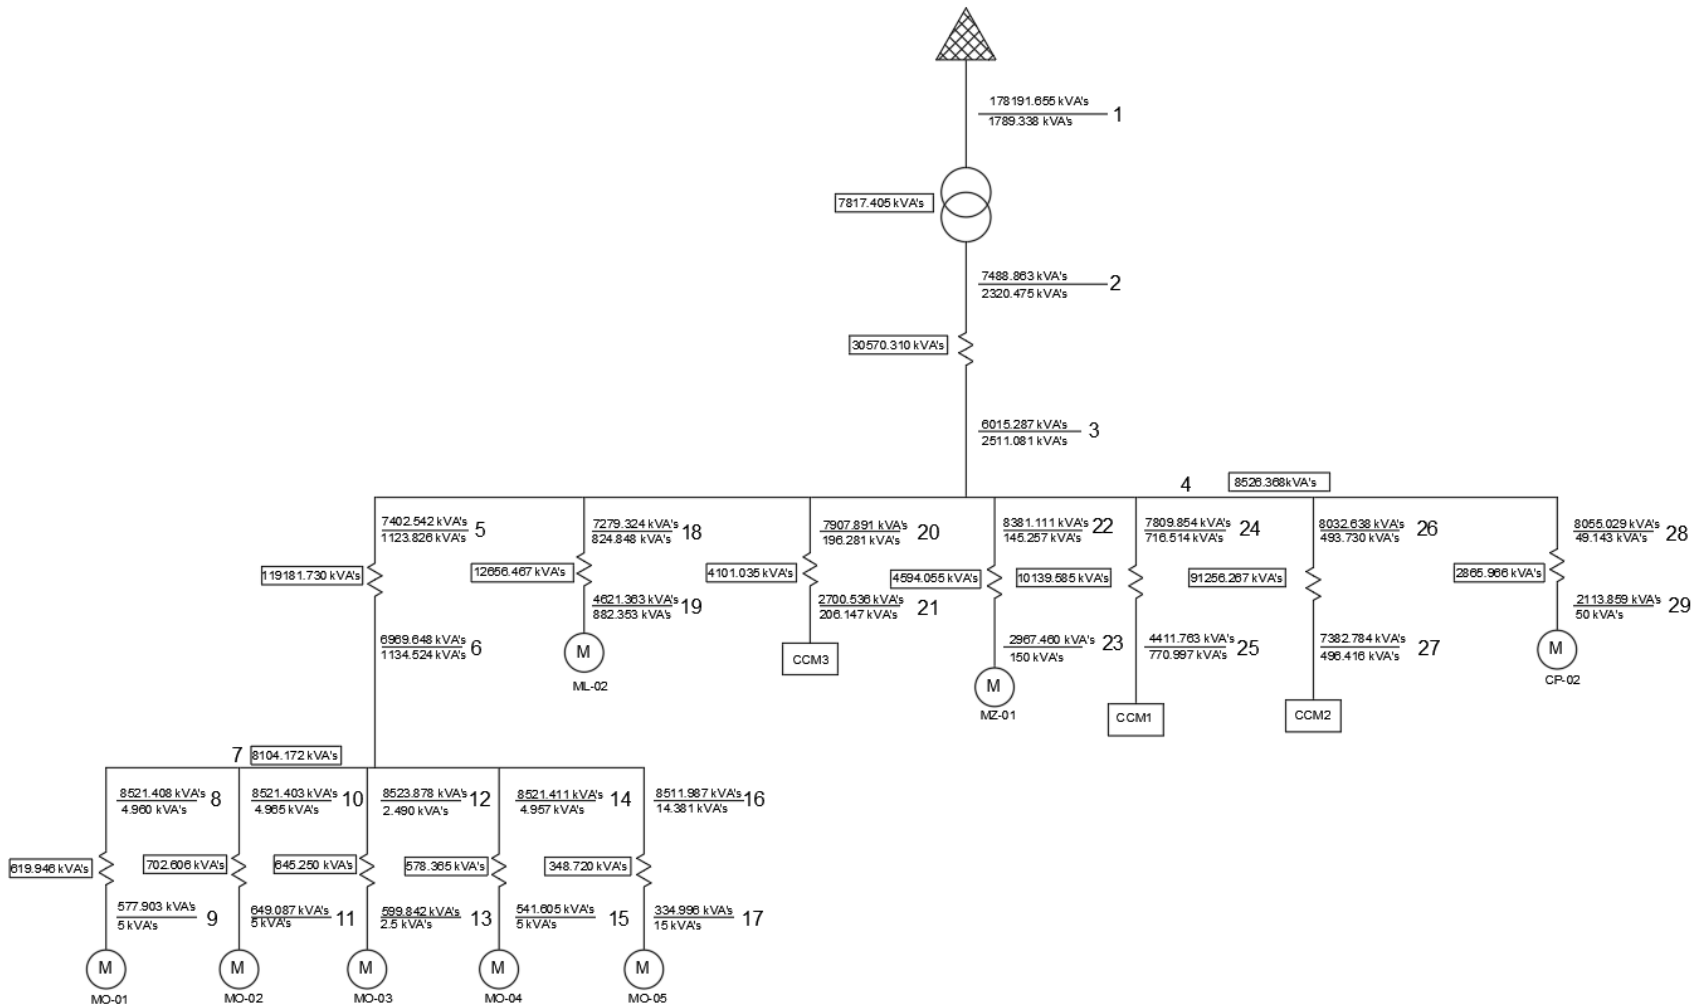 178191.655 kVA's
1789.338 kVA's
1
7817.405 kVA's
7488.863 kVA's
2320.475 kVA's
2
30570.310 kVA's
6015.287 kVA's
2511.081 kVA's
3
4
8526.368kVA's
7402.542 kVA's
1123.826 kVA's
5
7279.324 kVA's
824.848 kVA's
18
7907.891 kVA's
196.281 kVA's
20
8381.111 kVA's
145.257 kVA's
22
7809.854 kVA's
716.514 kVA's
24
8032.638 kVA's
493.730 kVA's
26
8055.029 kVA's
49.143 kVA's
28
119181.730 kVA's
12656.467 kVA's
4101.035 kVA's
4594.055 kVA's
10139.585 kVA's
91256.267 kVA's
2865.966 kVA's
4621.363 kVA's
882.353 kVA's
19
2700.536 kVA's
206.147 kVA's
21
2967.460 kVA's
150 kVA's
23
4411.763 kVA's
770.997 kVA's
25
7382.784 kVA's
496.416 kVA's
27
2113.859 kVA's
50 kVA's
29
6969.648 kVA's
1134.524 kVA's
6
M
ML-02
CCM3
M
MZ-01
CCM1
CCM2
M
CP-02
7
8104.172 kVA's
8521.408 kVA's
4.960 kVA's
8
8521.403 kVA's
4.965 kVA's
10
8523.878 kVA's
2.490 kVA's
12
8521.411 kVA's
4.957 kVA's
14
8511.987 kVA's
14.381 kVA's
16
619.946 kVA's
702.606 kVA's
645.250 kVA's
578.365 kVA's
348.720 kVA's
577.903 kVA's
5 kVA's
9
649.087 kVA's
5 kVA's
11
599.842 kVA's
2.5 kVA's
13
541.605 kVA's
5 kVA's
15
334.996 kVA's
15 kVA's
17
M
MO-01
M
MO-02
M
MO-03
M
MO-04
M
MO-05